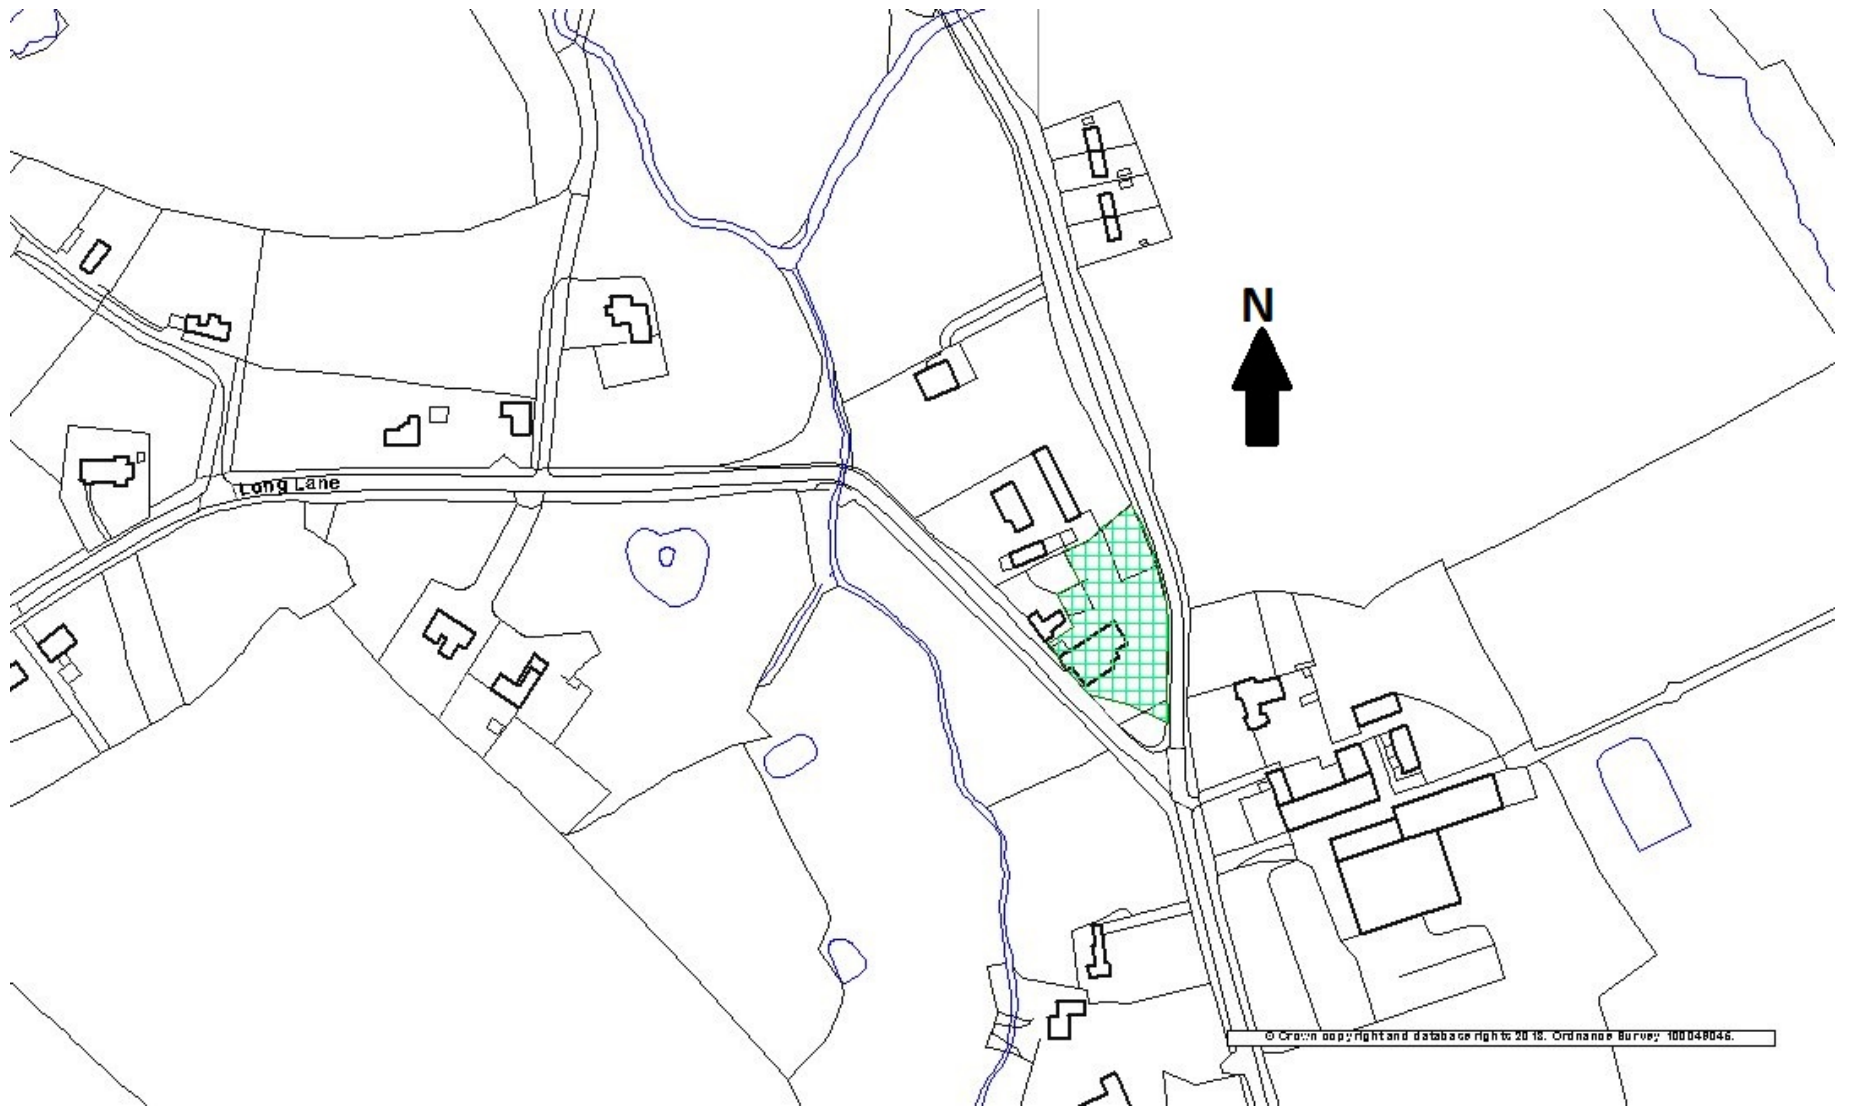 N
Long Lane
© Crown copyright and database rights 2018. Ordnance Survey 100049046.